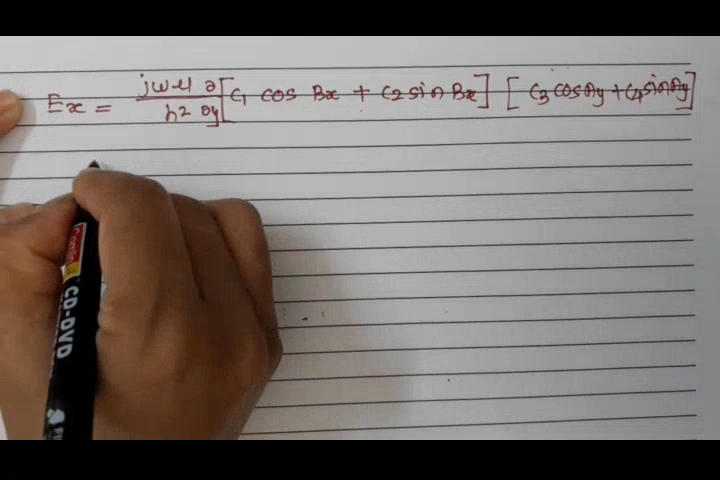 Ex = jωμ ∂ [C1 cos Bx + C2 sin Bx] [C3 cos Ay + C4 sin Ay]
h2 ∂y
CD-DVD